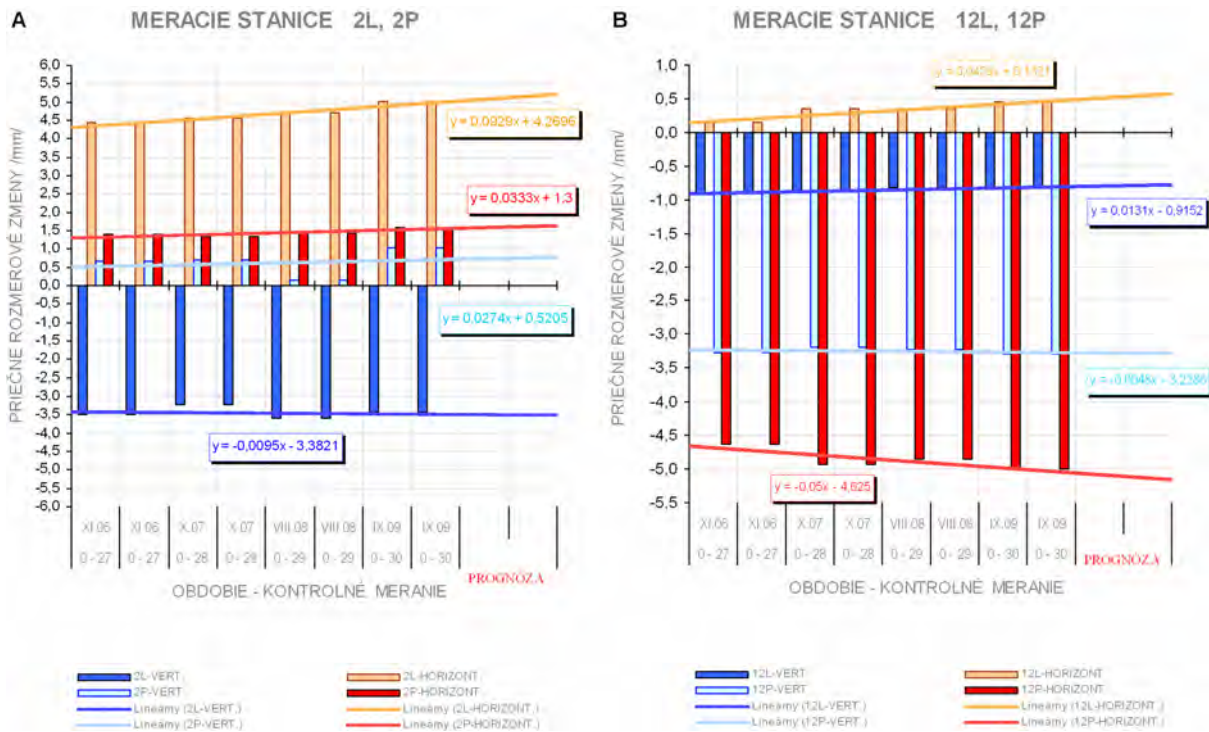 A
MERACIE STANICE 2L, 2P
PRIEČNE ROZMEROVÉ ZMENY /mm/
6,0
5,5
5,0
4,5
4,0
3,5
3,0
2,5
2,0
1,5
1,0
0,5
0,0
-0,5
-1,0
-1,5
-2,0
-2,5
-3,0
-3,5
-4,0
-4,5
-5,0
-5,5
-6,0
y = 0,0929x + 4,2696
y = 0,0333x + 1,3
y = 0,0274x + 0,5205
y = -0,0095x - 3,3821
XI.06 XI.06 X.07 X.07 VIII.08 VIII.08 IX.09 IX.09
0 - 27 0 - 27 0 - 28 0 - 28 0 - 29 0 - 29 0 - 30 0 - 30
PROGNÓZA
OBDOBIE - KONTROLNÉ MERANIE
2L-VERT
2L-HORIZONT.
2P-VERT
2P-HORIZONT
Lineárny (2L-VERT.)
Lineárny (2L-HORIZONT.)
Lineárny (2P-VERT.)
Lineárny (2P-HORIZONT.)
B
MERACIE STANICE 12L, 12P
PRIEČNE ROZMEROVÉ ZMENY /mm/
1,0
0,5
0,0
-0,5
-1,0
-1,5
-2,0
-2,5
-3,0
-3,5
-4,0
-4,5
-5,0
-5,5
y = 0,0131x - 0,9152
y = -0,05x - 4,625
XI.06 XI.06 X.07 X.07 VIII.08 VIII.08 IX.09 IX.09
0 - 27 0 - 27 0 - 28 0 - 28 0 - 29 0 - 29 0 - 30 0 - 30
PROGNÓZA
OBDOBIE - KONTROLNÉ MERANIE
12L-VERT
12L-HORIZONT.
12P-VERT
12P-HORIZONT
Lineárny (12L-VERT.)
Lineárny (12L-HORIZONT.)
Lineárny (12P-VERT.)
Lineárny (12P-HORIZONT.)